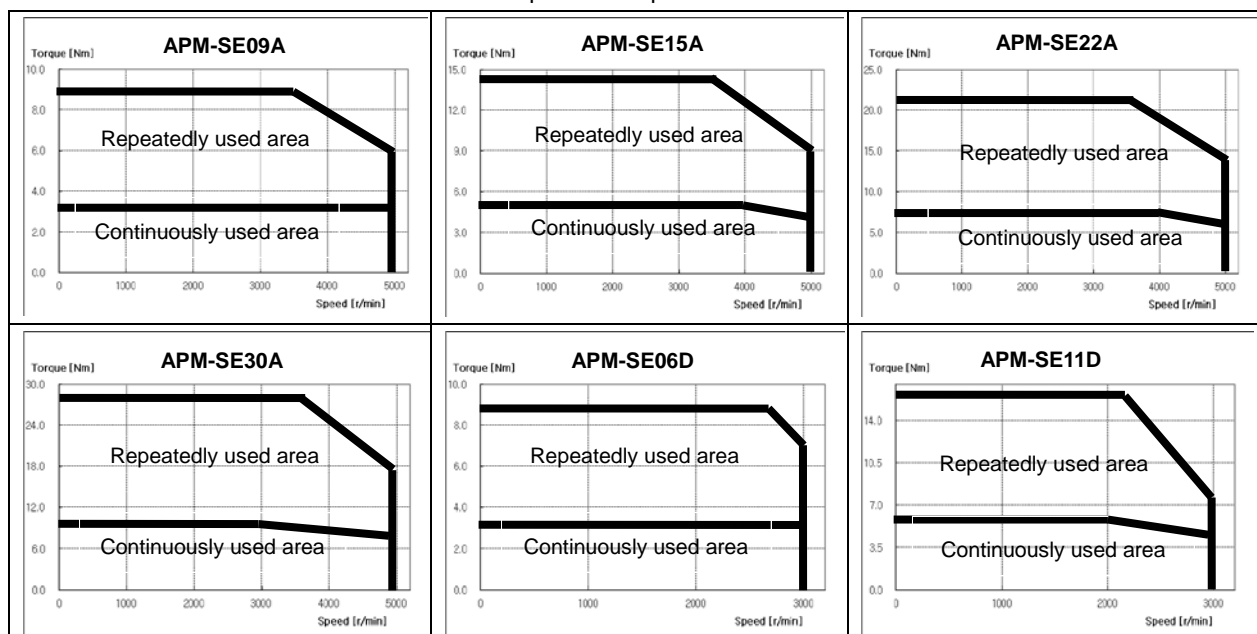 APM-SE09A
Torque [Nm]
10.0
8.0
Repeatedly used area
6.0
4.0
Continuously used area
2.0
0.0
0 1000 2000 3000 4000 5000
Speed [r/min]
APM-SE15A
Torque [Nm]
15.0
12.0
Repeatedly used area
9.0
6.0
Continuously used area
3.0
0.0
0 1000 2000 3000 4000 5000
Speed [r/min]
APM-SE22A
Torque [Nm]
25.0
20.0
Repeatedly used area
15.0
10.0
Continuously used area
5.0
0.0
0 1000 2000 3000 4000 5000
Speed [r/min]
APM-SE30A
Torque [Nm]
30.0
24.0
Repeatedly used area
18.0
12.0
Continuously used area
6.0
0.0
0 1000 2000 3000 4000 5000
Speed [r/min]
APM-SE06D
Torque [Nm]
10.0
8.0
Repeatedly used area
6.0
4.0
Continuously used area
2.0
0.0
0 1000 2000 3000
Speed [r/min]
APM-SE11D
Torque [Nm]
14.0
10.5
Repeatedly used area
7.0
Continuously used area
3.5
0.0
0 1000 2000 3000
Speed [r/min]